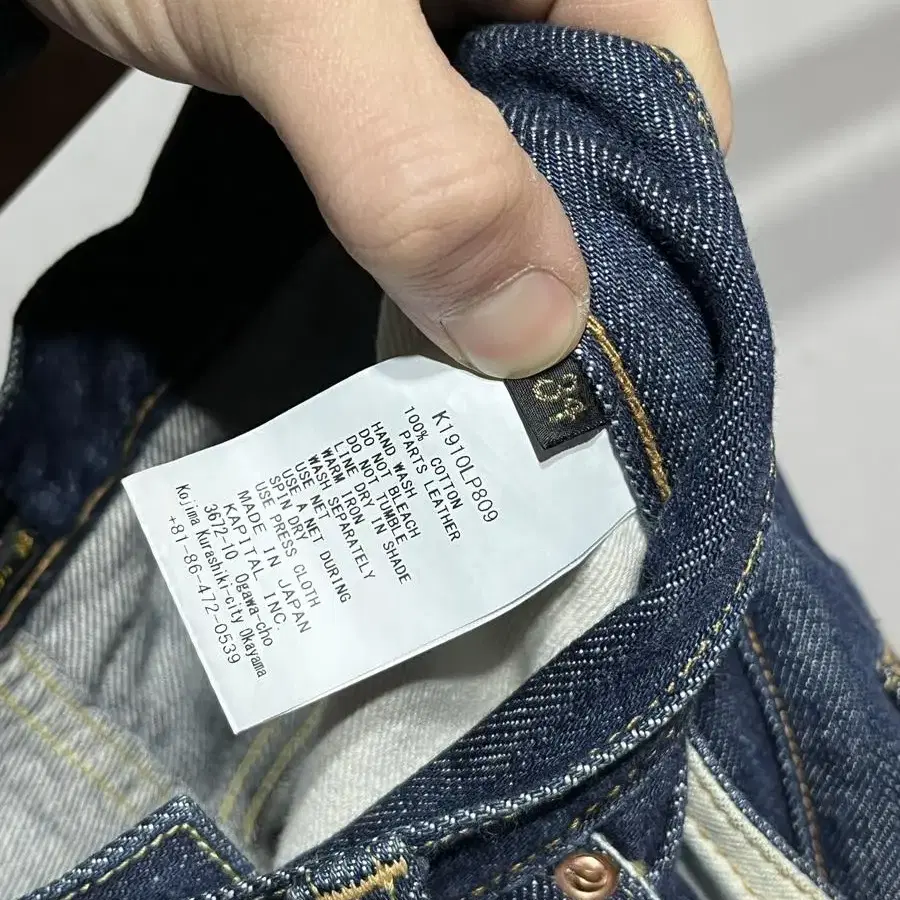 K1910LP809
100% COTTON
PARTS LEATHER
HAND WASH
DO NOT BLEACH
DO NOT TUMBLE
LINE DRY IN SHADE
WARM IRON
WASH SEPARATELY
USE NET
USE A NET DURING
SPIN DRY
USE PRESS CLOTH
MADE IN JAPAN
KAPITAL INC.
3672-10 Ogawa-cho
Kojima Kurashiki-city Okayama
+81-86-472-0539